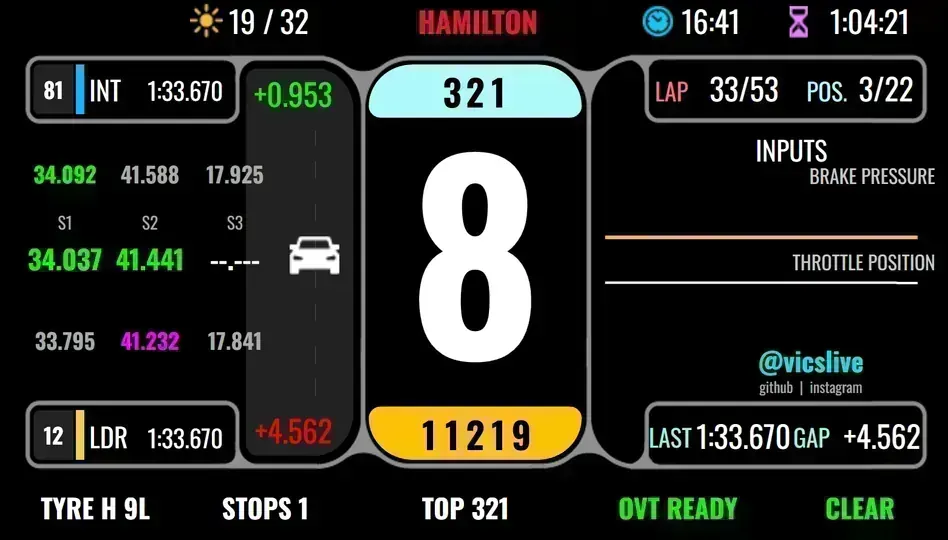 19 / 32 HAMILTON 16:41 1:04:21
81 INT 1:33.670 +0.953 321 LAP 33/53 POS. 3/22
INPUTS
34.092 41.588 17.925 BRAKE PRESSURE
S1 S2 S3
34.037 41.441 --.--- 8 THROTTLE POSITION
33.795 41.232 17.841
@vicslive
github | instagram
12 LDR 1:33.670 +4.562 11219 LAST 1:33.670 GAP +4.562
TYRE H 9L STOPS 1 TOP 321 OVT READY CLEAR